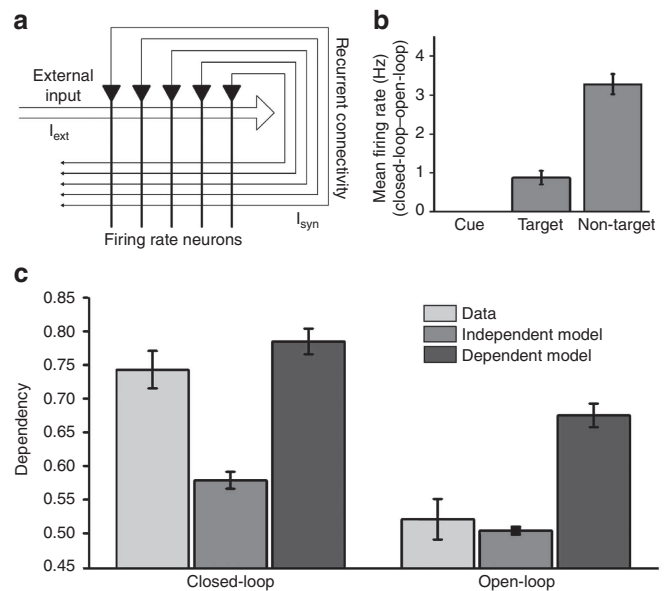 a
External
input
I_ext
Recurrent connectivity
I_syn
Firing rate neurons
b
Mean firing rate (Hz)
(closed-loop–open-loop)
4
3
2
1
0
Cue Target Non-target
c
Dependency
0.85
0.80
0.75
0.70
0.65
0.60
0.55
0.50
0.45
Data
Independent model
Dependent model
Closed-loop Open-loop